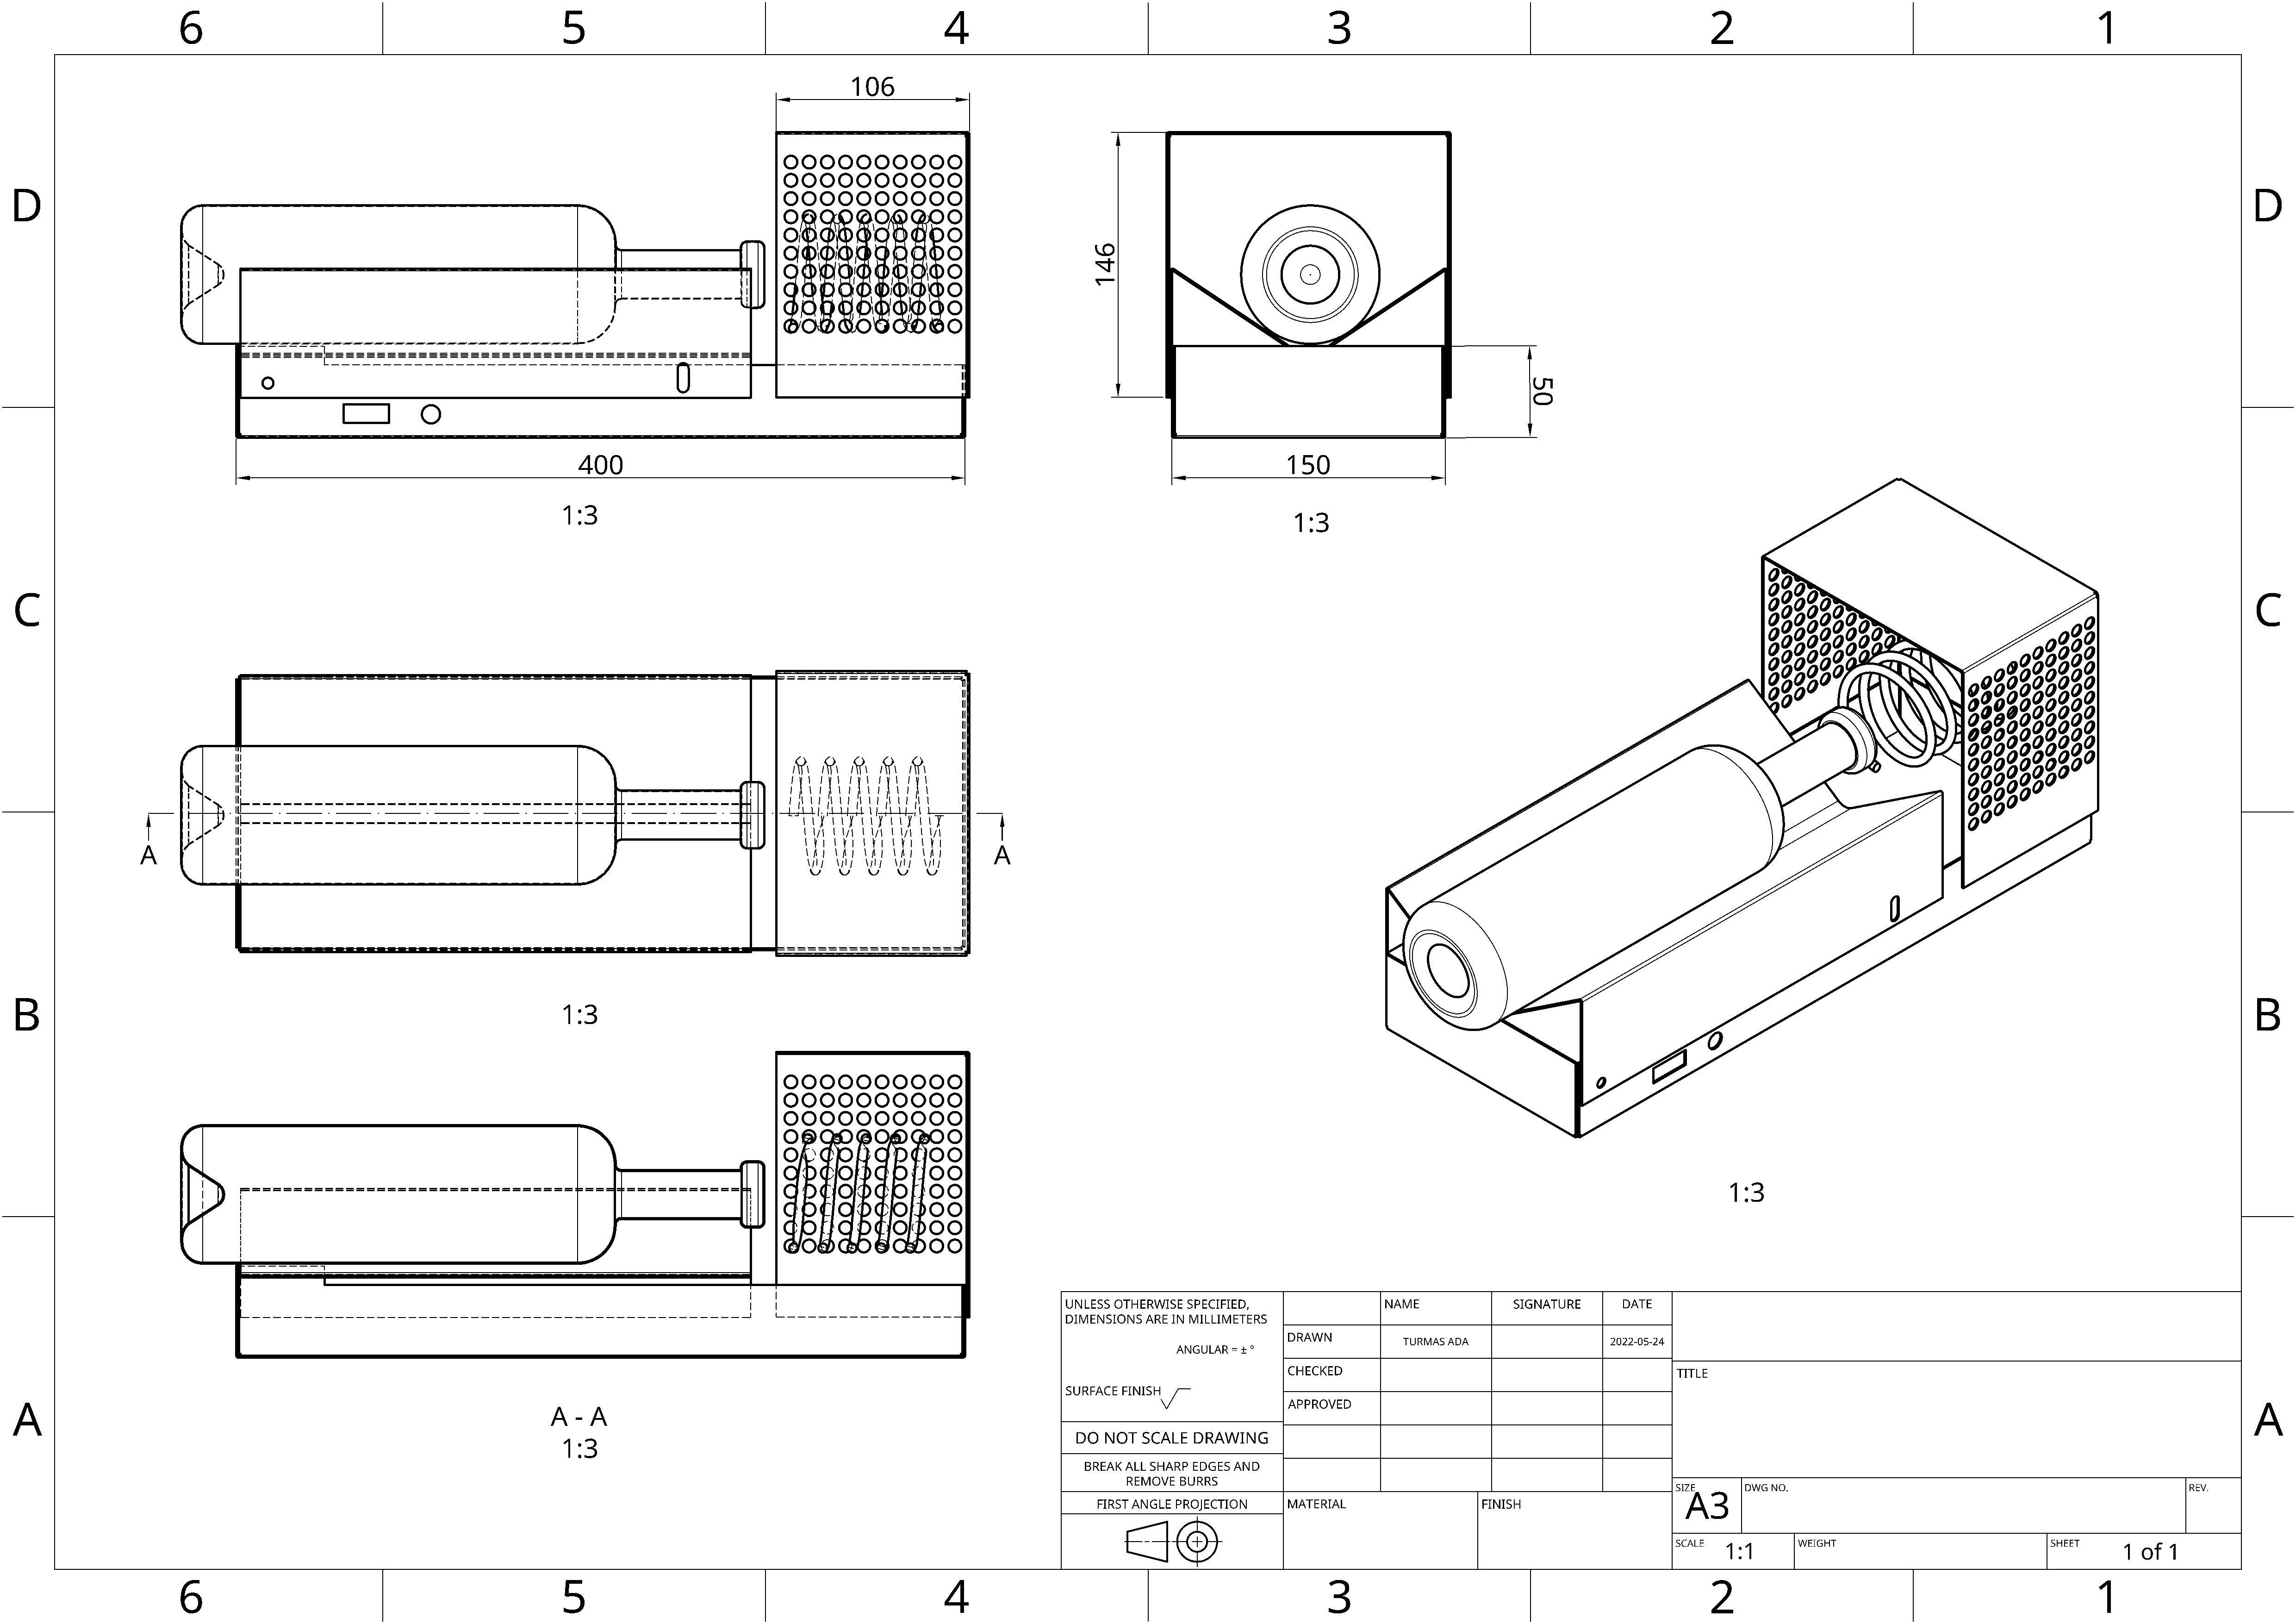 6 5 4 3 2 1
106
D D
146
50
400
150
1:3
1:3
C C
A A
B B
1:3
1:3
A - A
1:3
A A
UNLESS OTHERWISE SPECIFIED,
DIMENSIONS ARE IN MILLIMETERS
ANGULAR = ± °
SURFACE FINISH
DO NOT SCALE DRAWING
BREAK ALL SHARP EDGES AND
REMOVE BURRS
FIRST ANGLE PROJECTION
NAME SIGNATURE DATE
DRAWN TURMAS ADA 2022-05-24
CHECKED
APPROVED
MATERIAL FINISH
TITLE
SIZE A3 DWG NO. REV.
SCALE 1:1 WEIGHT SHEET 1 of 1
6 5 4 3 2 1